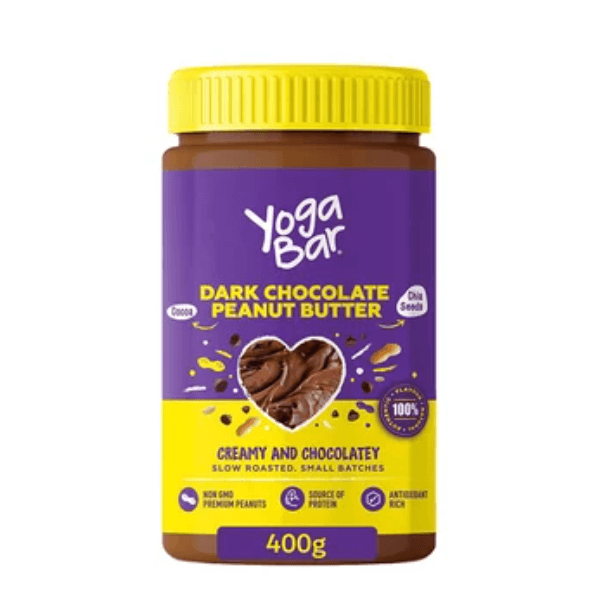 Yoga
Bar
DARK CHOCOLATE
PEANUT BUTTER
Cocoa
Chia
Seeds
100%
CREAMY AND CHOCOLATEY
SLOW ROASTED. SMALL BATCHES
NON GMO
PREMIUM PEANUTS
SOURCE OF
PROTEIN
ANTIOXIDANT
RICH
400g